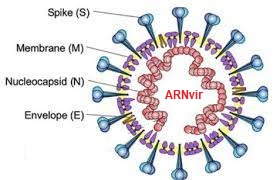 Spike (S)
Membrane (M)
Nucleocapsid (N)
ARNvir
Envelope (E)